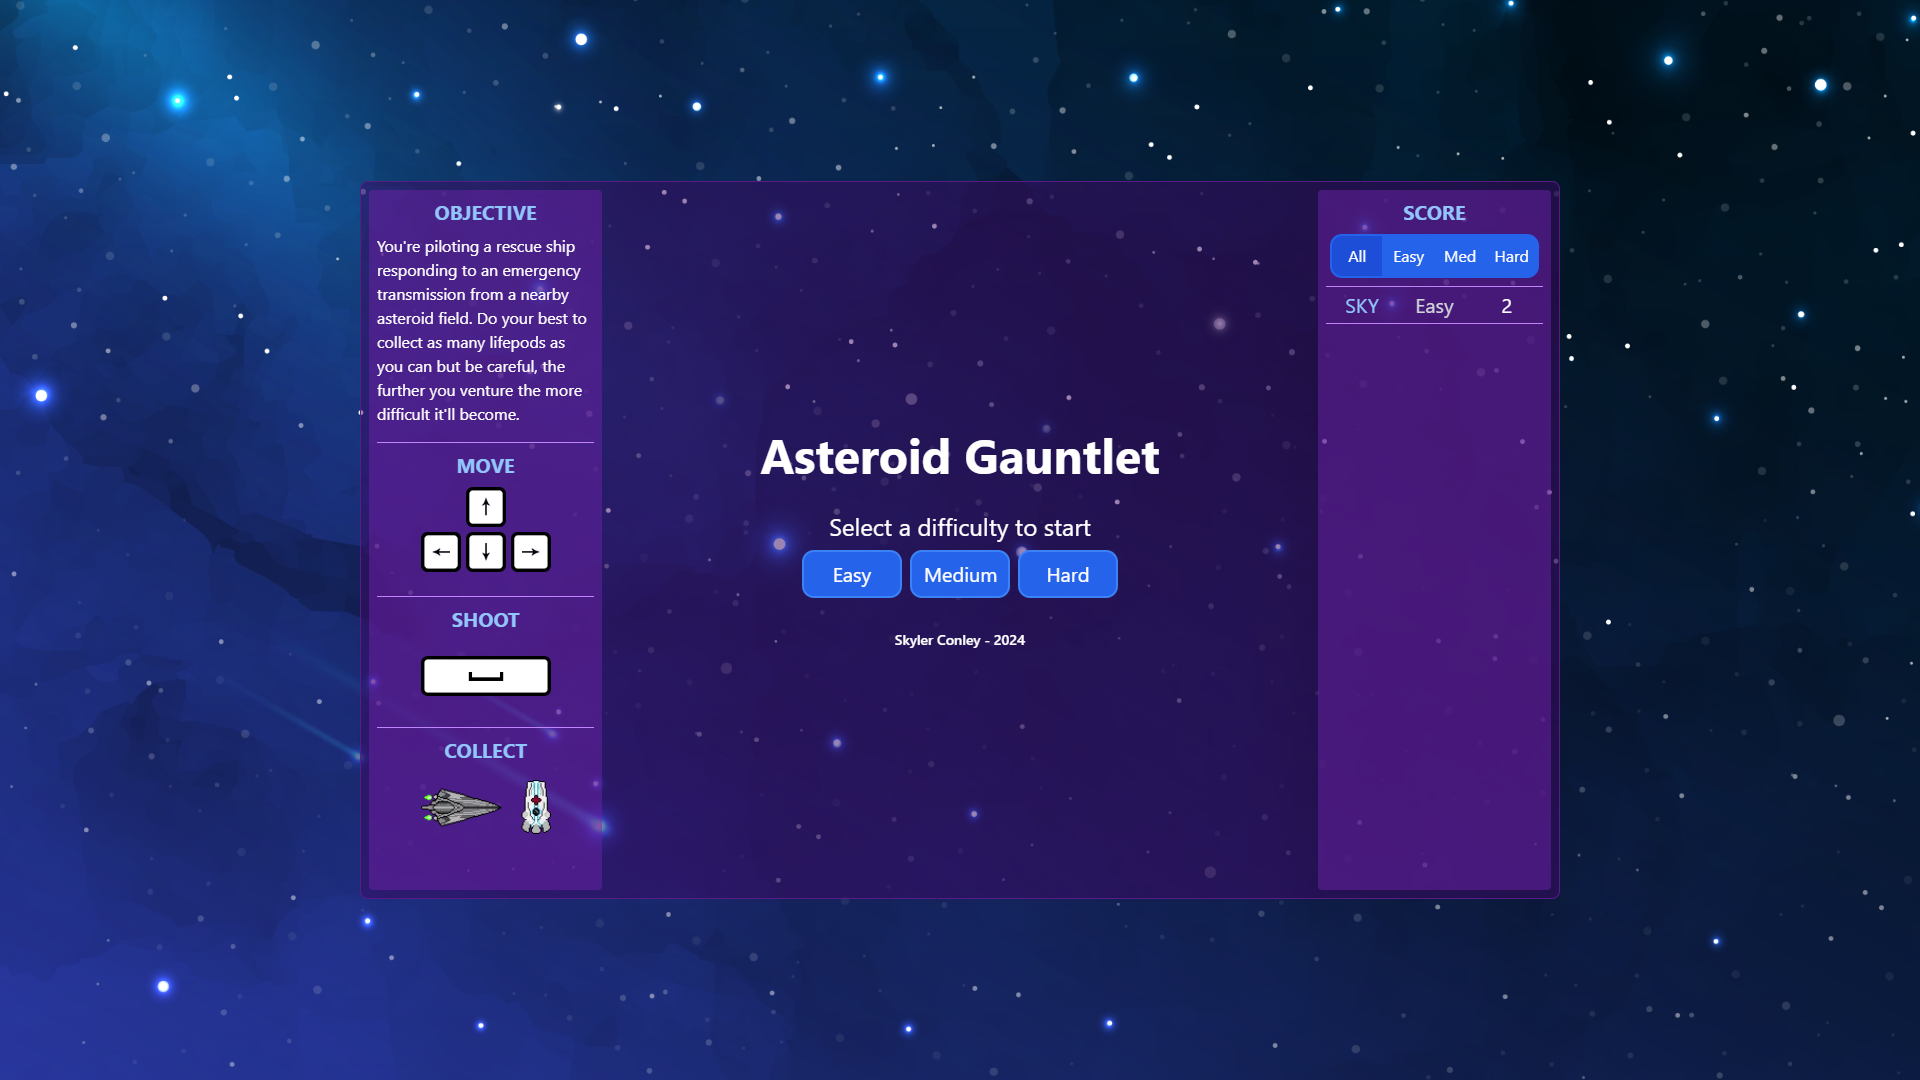 OBJECTIVE
You're piloting a rescue ship
responding to an emergency
transmission from a nearby
asteroid field. Do your best to
collect as many lifepods as
you can but be careful, the
further you venture the more
difficult it'll become.
MOVE
↑
← ↓ →
SHOOT
COLLECT
Asteroid Gauntlet
Select a difficulty to start
Easy Medium Hard
Skyler Conley - 2024
SCORE
All Easy Med Hard
SKY Easy 2